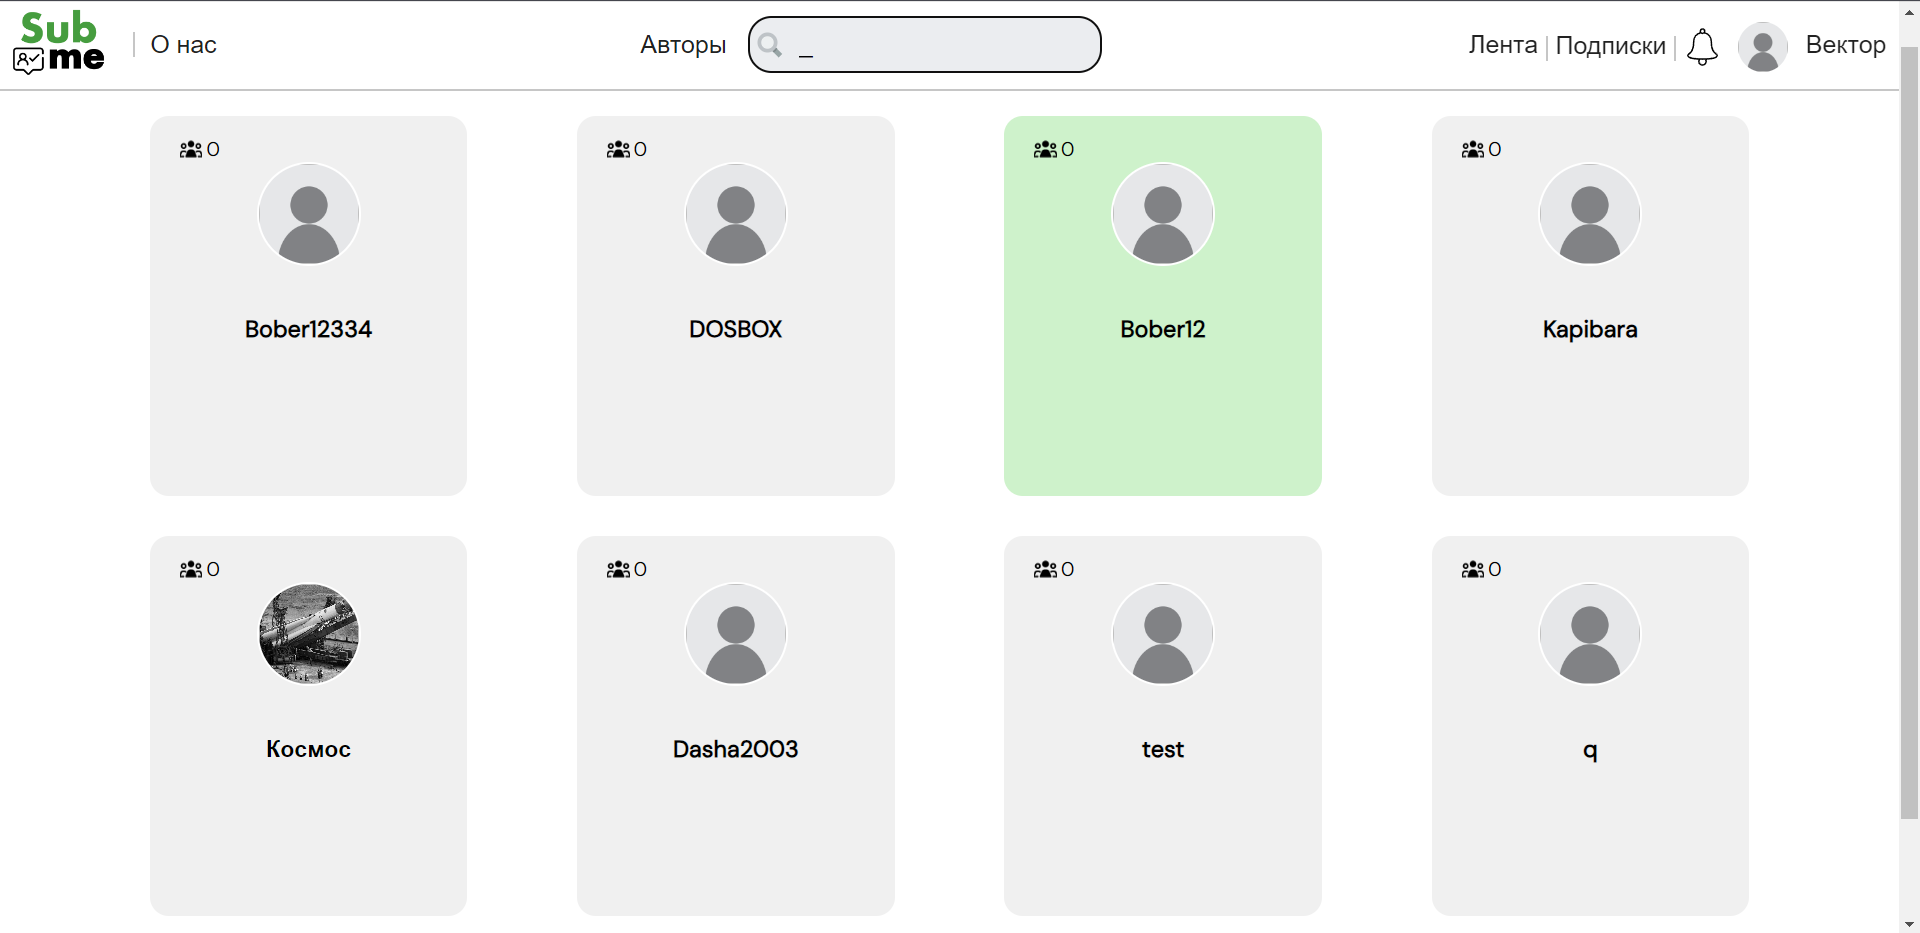 Sub
me
О нас
Авторы
_
Лента
Подписки
Вектор
0
0
0
0
Bober12334
DOSBOX
Bober12
Kapibara
0
0
0
0
Космос
Dasha2003
test
q